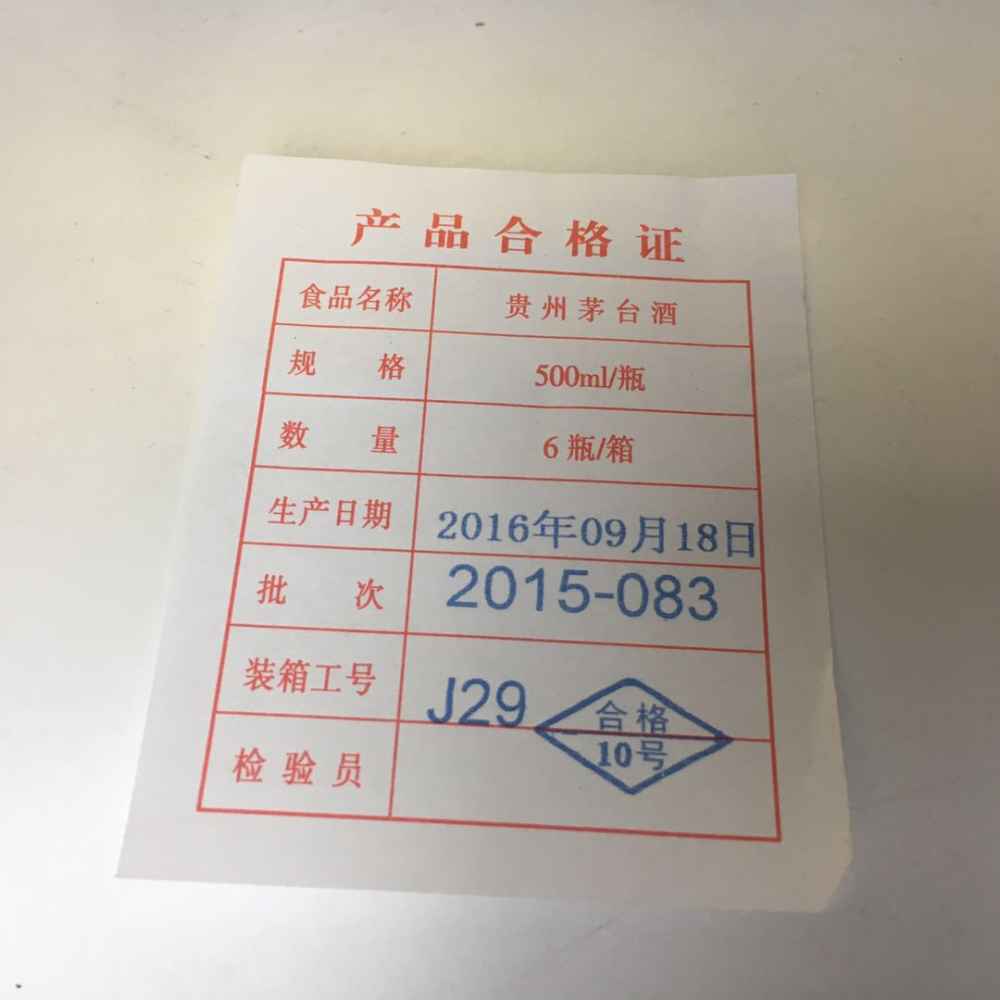 产品合格证
食品名称 贵州茅台酒
规格 500ml/瓶
数量 6瓶/箱
生产日期 2016年09月18日
批次 2015-083
装箱工号 J29
合格
10号
检验员